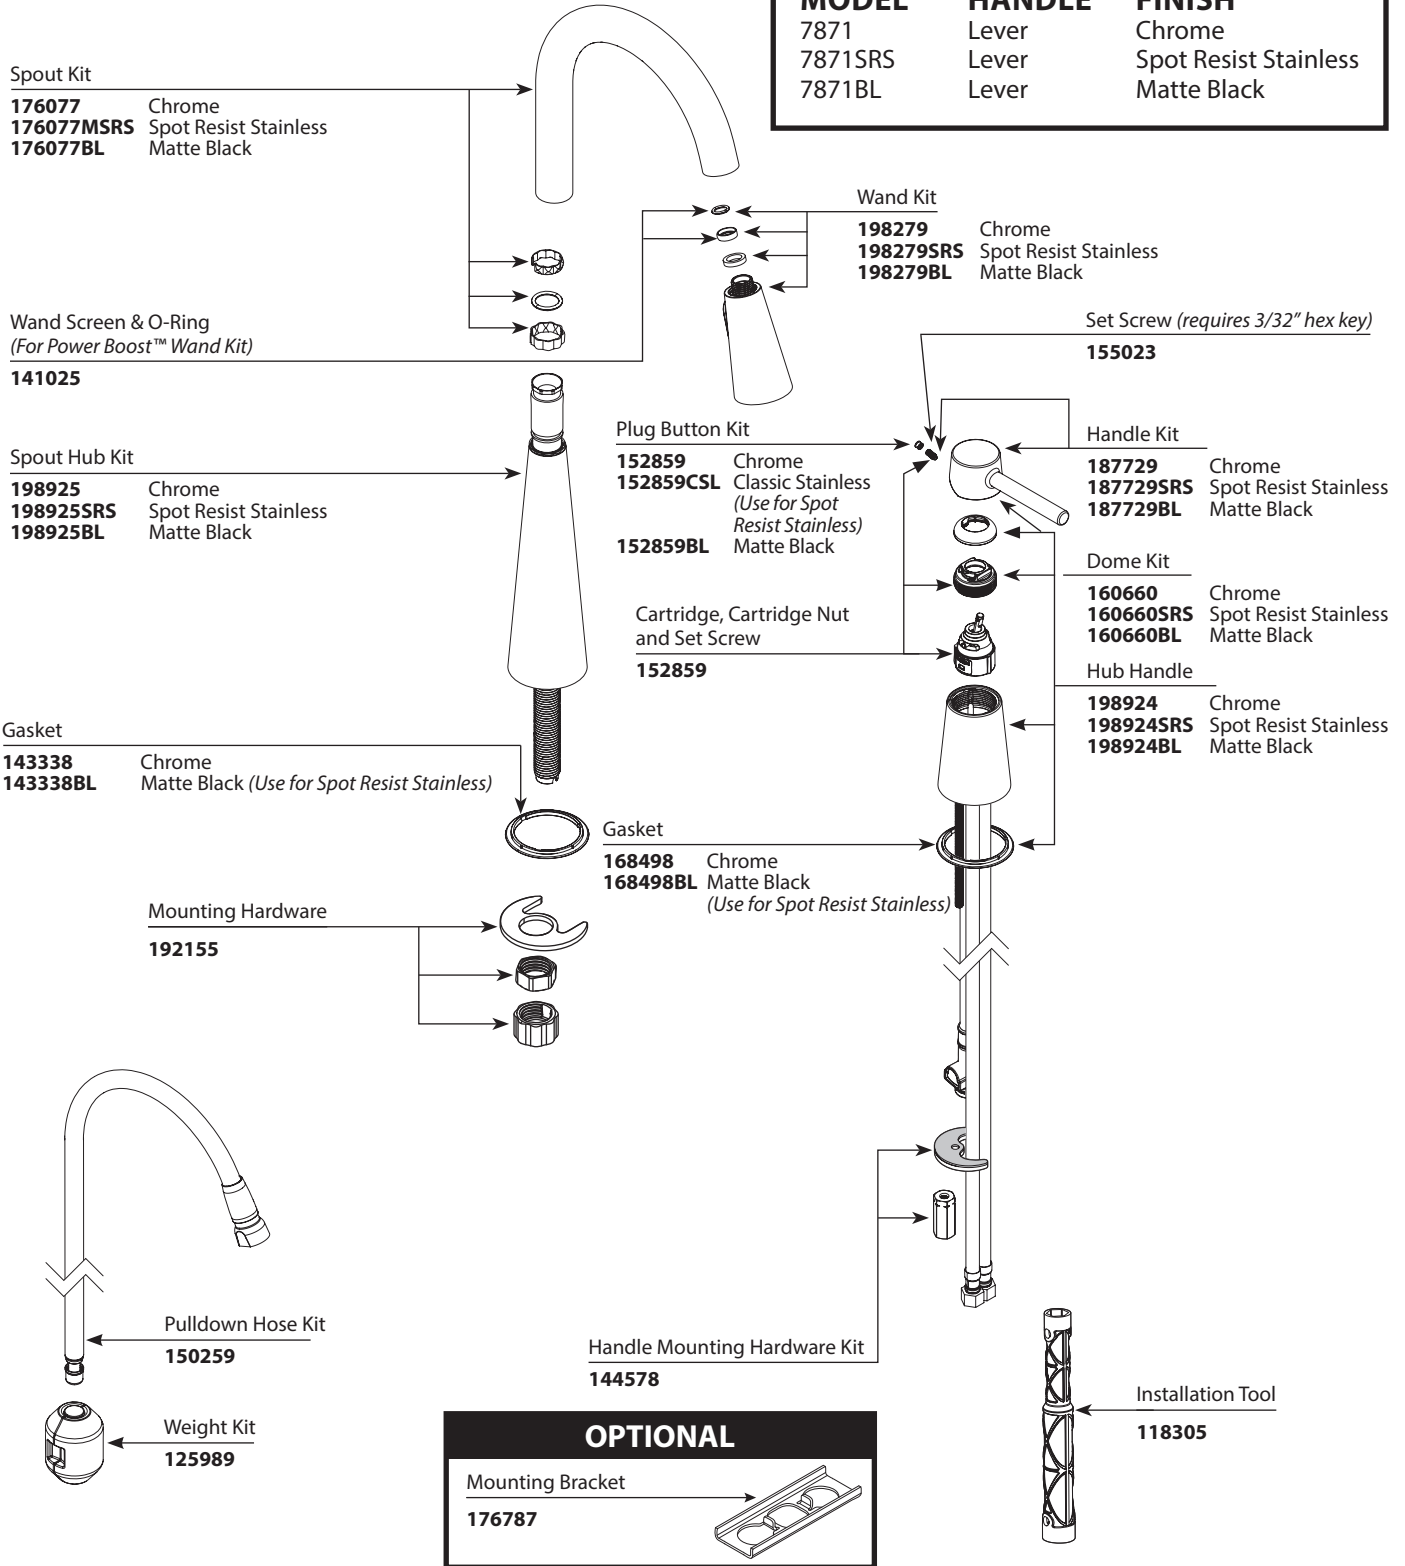 MODEL HANDLE FINISH
7871 Lever Chrome
7871SRS Lever Spot Resist Stainless
7871BL Lever Matte Black
Spout Kit
176077 Chrome
176077MSRS Spot Resist Stainless
176077BL Matte Black
Wand Kit
198279 Chrome
198279SRS Spot Resist Stainless
198279BL Matte Black
Wand Screen & O-Ring
(For Power Boost™ Wand Kit)
141025
Set Screw (requires 3/32” hex key)
155023
Plug Button Kit
152859 Chrome
152859CSL Classic Stainless
(Use for Spot
Resist Stainless)
152859BL Matte Black
Handle Kit
187729 Chrome
187729SRS Spot Resist Stainless
187729BL Matte Black
Spout Hub Kit
198925 Chrome
198925SRS Spot Resist Stainless
198925BL Matte Black
Dome Kit
160660 Chrome
160660SRS Spot Resist Stainless
160660BL Matte Black
Cartridge, Cartridge Nut
and Set Screw
152859
Hub Handle
198924 Chrome
198924SRS Spot Resist Stainless
198924BL Matte Black
Gasket
143338 Chrome
143338BL Matte Black (Use for Spot Resist Stainless)
Gasket
168498 Chrome
168498BL Matte Black
(Use for Spot Resist Stainless)
Mounting Hardware
192155
Pulldown Hose Kit
150259
Handle Mounting Hardware Kit
144578
Weight Kit
125989
Installation Tool
118305
OPTIONAL
Mounting Bracket
176787